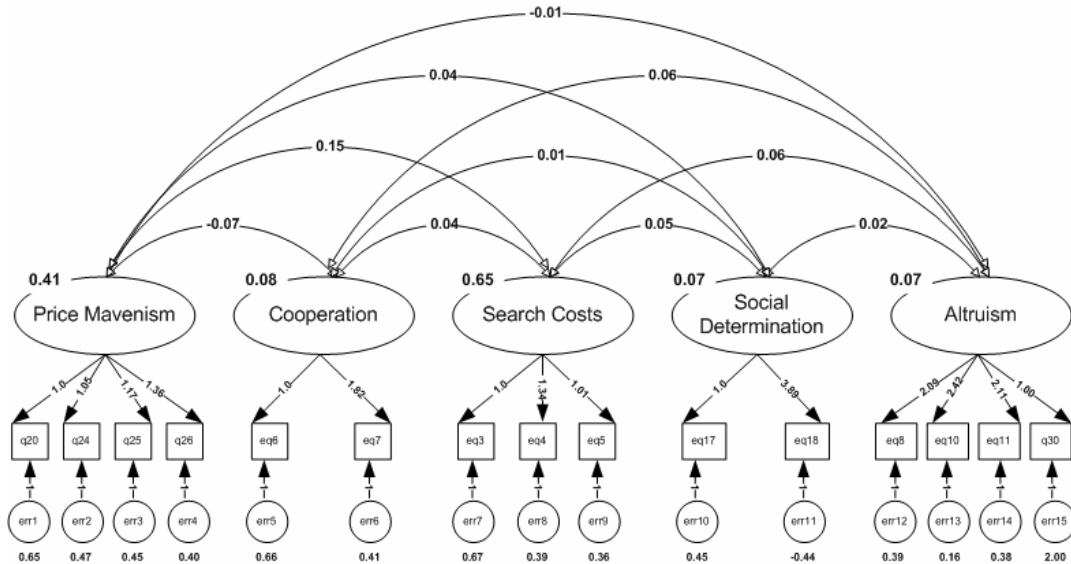 -0.01
0.04
0.06
0.15
0.01
0.06
-0.07
0.04
0.05
0.02
0.41
0.08
0.65
0.07
0.07
Price Mavenism
Cooperation
Search Costs
Social
Determination
Altruism
1.0 1.05 1.17 1.36
1.0 1.82
1.0 1.34 1.01
1.0 3.89
2.09 2.42 2.11 1.00
q20 q24 q25 q26 eq6 eq7 eq3 eq4 eq5 eq17 eq18 eq8 eq10 eq11 q30
1 1 1 1 1 1 1 1 1 1 1 1 1 1 1
err1 err2 err3 err4 err5 err6 err7 err8 err9 err10 err11 err12 err13 err14 err15
0.65 0.47 0.45 0.40 0.66 0.41 0.67 0.39 0.36 0.45 -0.44 0.39 0.16 0.38 2.00